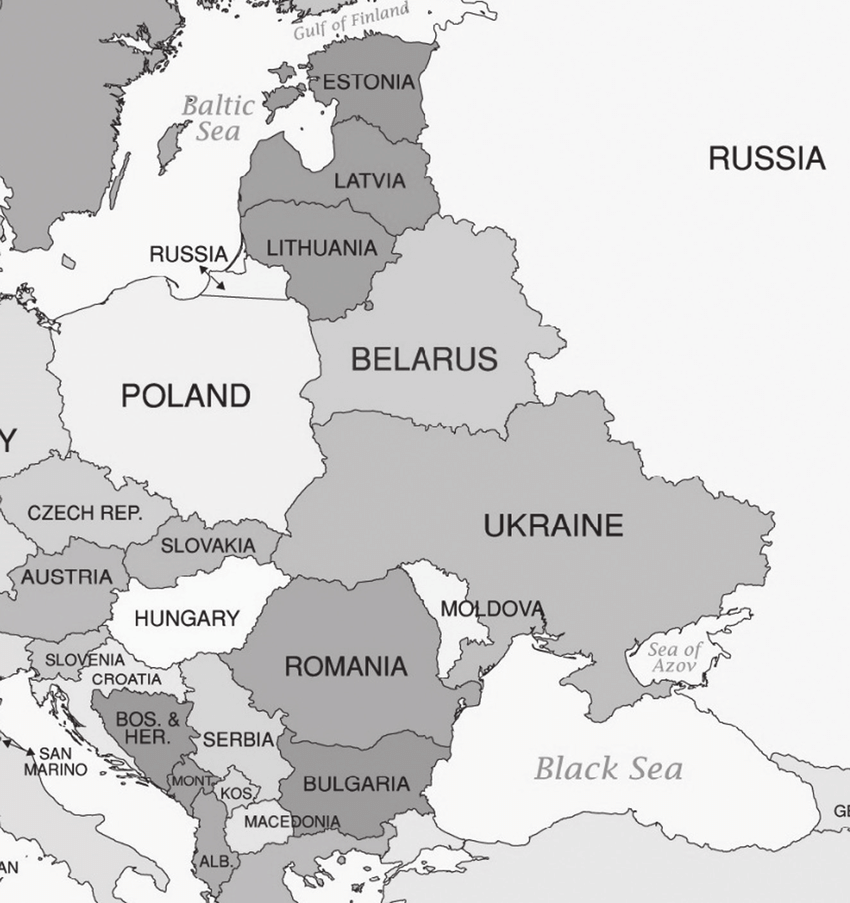 Gulf of Finland
ESTONIA
Baltic
Sea
RUSSIA
LATVIA
LITHUANIA
RUSSIA
BELARUS
POLAND
Y
CZECH REP.
UKRAINE
SLOVAKIA
AUSTRIA
MOLDOVA
HUNGARY
Sea of
Azov
SLOVENIA
ROMANIA
CROATIA
BOS. &
HER.
SERBIA
SAN
MARINO
Black Sea
MONT.
KOS.
BULGARIA
GE
MACEDONIA
ALB.
AN